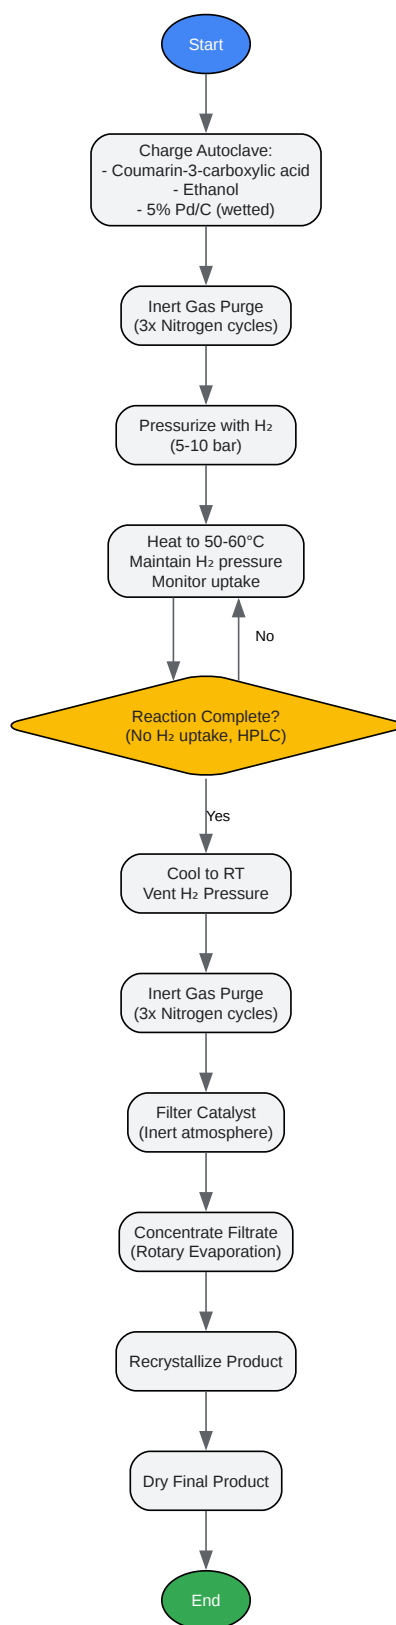 Start
Charge Autoclave:
- Coumarin-3-carboxylic acid
- Ethanol
- 5% Pd/C (wetted)
Inert Gas Purge
(3x Nitrogen cycles)
Pressurize with H₂
(5-10 bar)
Heat to 50-60°C
Maintain H₂ pressure
Monitor uptake
No
Reaction Complete?
(No H₂ uptake, HPLC)
Yes
Cool to RT
Vent H₂ Pressure
Inert Gas Purge
(3x Nitrogen cycles)
Filter Catalyst
(Inert atmosphere)
Concentrate Filtrate
(Rotary Evaporation)
Recrystallize Product
Dry Final Product
End